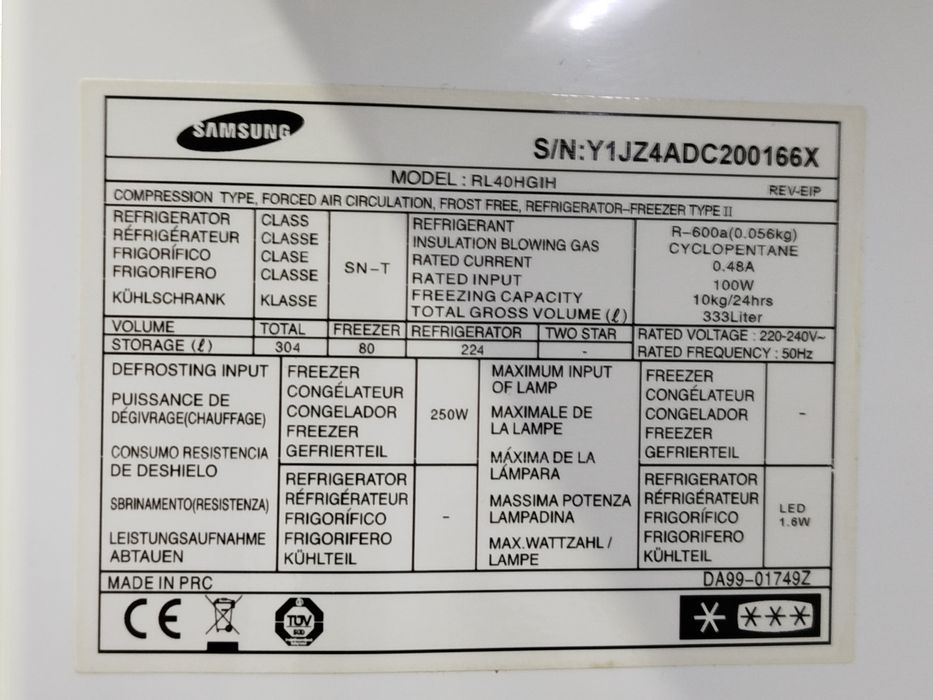 SAMSUNG
S/N:Y1JZ4ADC200166X
MODEL : RL40HGIH
REV-EIP
COMPRESSION TYPE, FORCED AIR CIRCULATION, FROST FREE, REFRIGERATOR-FREEZER TYPE II
REFRIGERATOR
RÉFRIGÉRATEUR
FRIGORÍFICO
FRIGORIFERO
KÜHLSCHRANK
CLASS
CLASSE
CLASE
CLASSE
KLASSE
SN-T
REFRIGERANT
INSULATION BLOWING GAS
RATED CURRENT
RATED INPUT
FREEZING CAPACITY
TOTAL GROSS VOLUME (ℓ)
R-600a(0.056kg)
CYCLOPENTANE
0.48A
100W
10kg/24hrs
333Liter
VOLUME TOTAL FREEZER REFRIGERATOR TWO STAR
STORAGE (ℓ) 304 80 224 -
RATED VOLTAGE : 220-240V~
RATED FREQUENCY : 50Hz
DEFROSTING INPUT
PUISSANCE DE
DÉGIVRAGE(CHAUFFAGE)
CONSUMO RESISTENCIA
DE DESHIELO
SBRINAMENTO(RESISTENZA)
LEISTUNGSAUFNAHME
ABTAUEN
FREEZER
CONGÉLATEUR
CONGELADOR
FREEZER
GEFRIERTEIL
250W
REFRIGERATOR
RÉFRIGÉRATEUR
FRIGORÍFICO
FRIGORIFERO
KÜHLTEIL
-
MAXIMUM INPUT
OF LAMP
MAXIMALE DE
LA LAMPE
MÁXIMA DE LA
LÁMPARA
MASSIMA POTENZA
LAMPADINA
MAX.WATTZAHL /
LAMPE
FREEZER
CONGÉLATEUR
CONGELADOR
FREEZER
GEFRIERTEIL
-
REFRIGERATOR
RÉFRIGÉRATEUR
FRIGORÍFICO
FRIGORIFERO
KÜHLTEIL
LED
1.6W
MADE IN PRC
DA99-01749Z
CE
TÜV